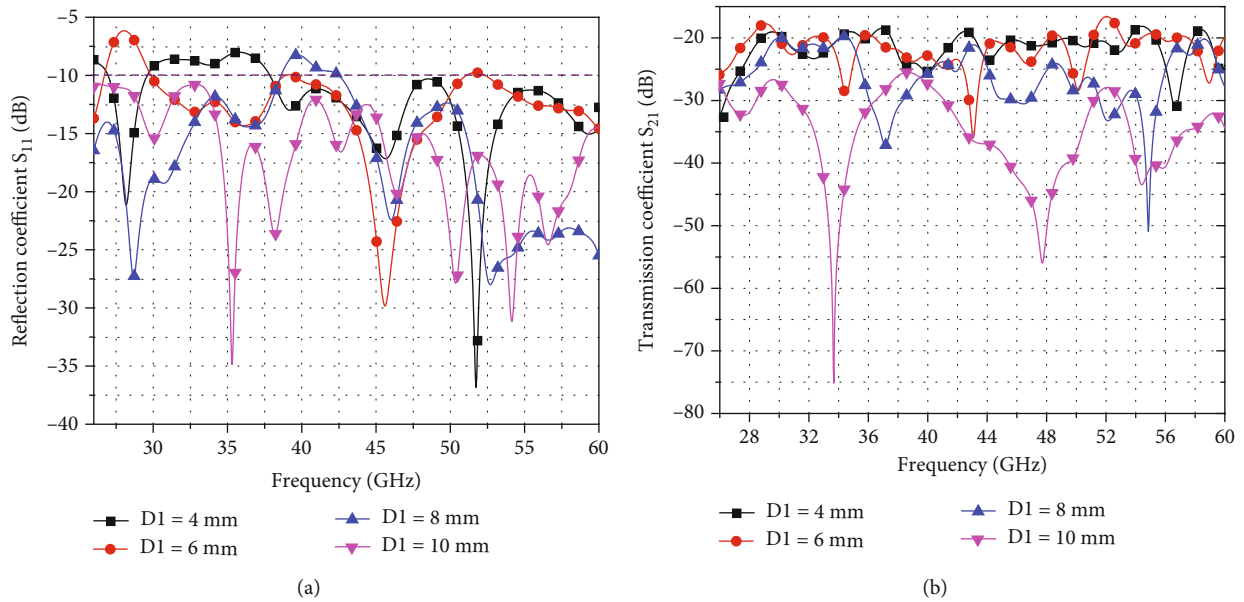 −5
−10
−15
−20
−25
−30
−35
−40
Reflection coefficient S11 (dB)
30 35 40 45 50 55 60
Frequency (GHz)
D1 = 4 mm
D1 = 6 mm
D1 = 8 mm
D1 = 10 mm
(a)
−20
−30
−40
−50
−60
−70
−80
Transmission coefficient S21 (dB)
28 32 36 40 44 48 52 56 60
Frequency (GHz)
D1 = 4 mm
D1 = 6 mm
D1 = 8 mm
D1 = 10 mm
(b)